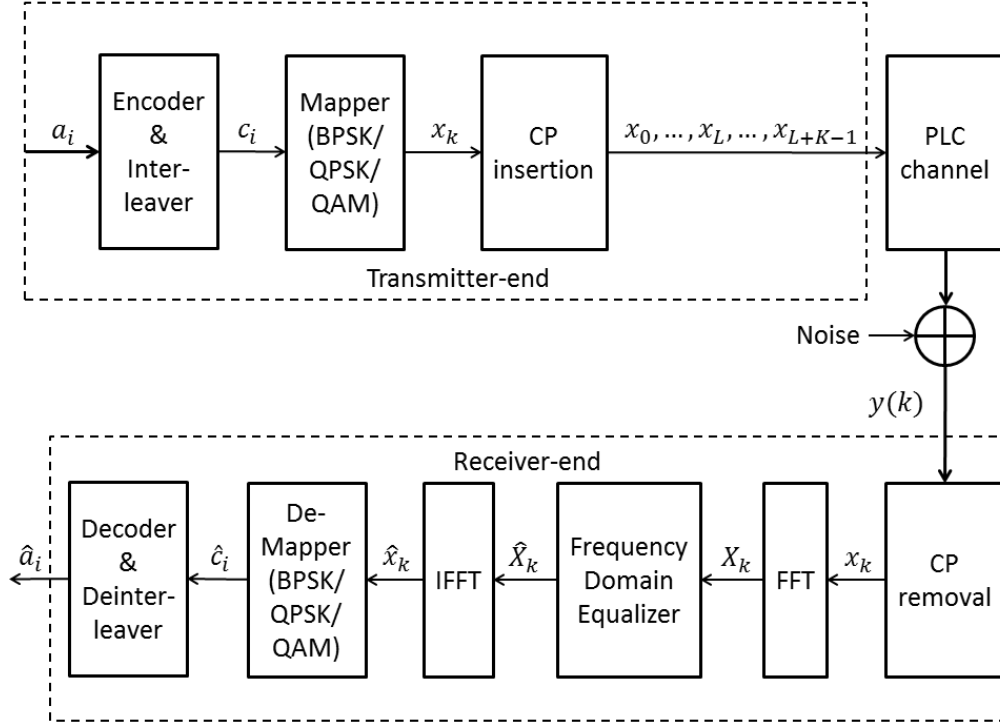 a_i
Encoder
&
Inter-
leaver
c_i
Mapper
(BPSK/
QPSK/
QAM)
x_k
CP
insertion
x_0, …, x_L, …, x_{L+K−1}
PLC
channel
Transmitter-end
Noise
y(k)
Receiver-end
â_i
Decoder
&
Deinter-
leaver
ĉ_i
De-
Mapper
(BPSK/
QPSK/
QAM)
x̂_k
IFFT
X̂_k
Frequency
Domain
Equalizer
X_k
FFT
x_k
CP
removal